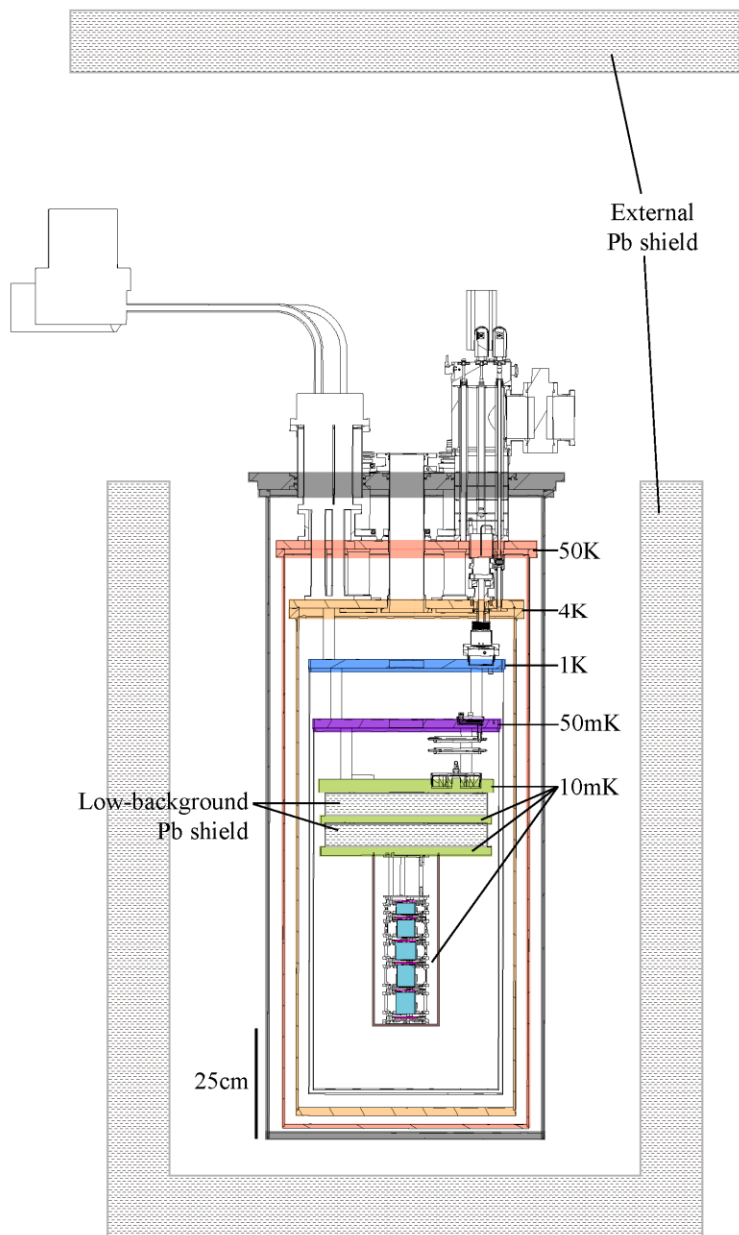 External
Pb shield
50K
4K
1K
50mK
10mK
Low-background
Pb shield
25cm